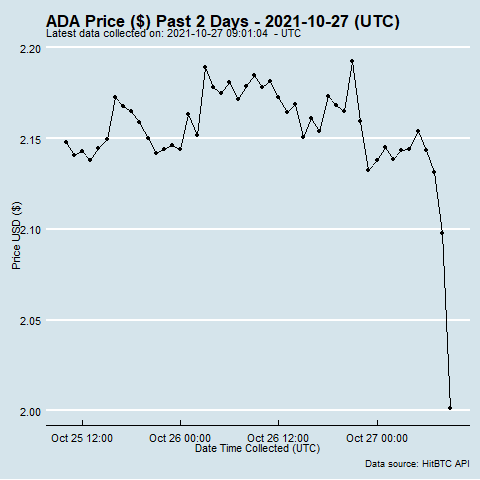 ADA Price ($) Past 2 Days - 2021-10-27 (UTC)
Latest data collected on: 2021-10-27 09:01:04  - UTC
2.20
2.15
2.10
2.05
2.00
Price USD ($)
Oct 25 12:00 Oct 26 00:00 Oct 26 12:00 Oct 27 00:00
Date Time Collected (UTC)
Data source: HitBTC API